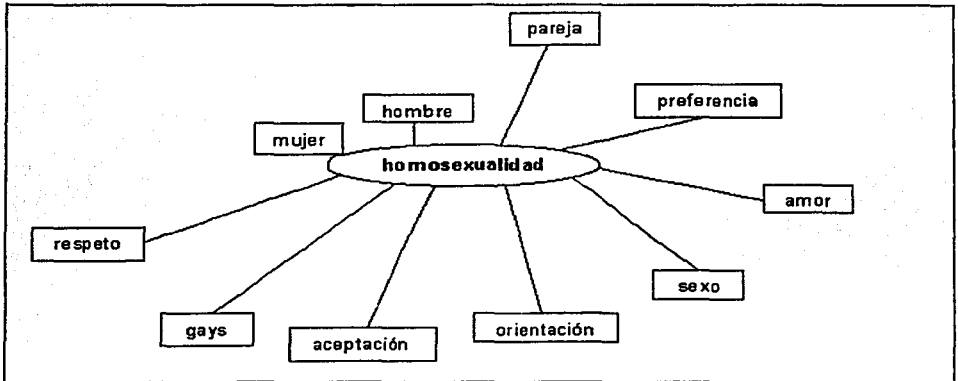 pareja
preferencia
hombre
mujer
homosexualidad
amor
respeto
sexo
gays
aceptación
orientación